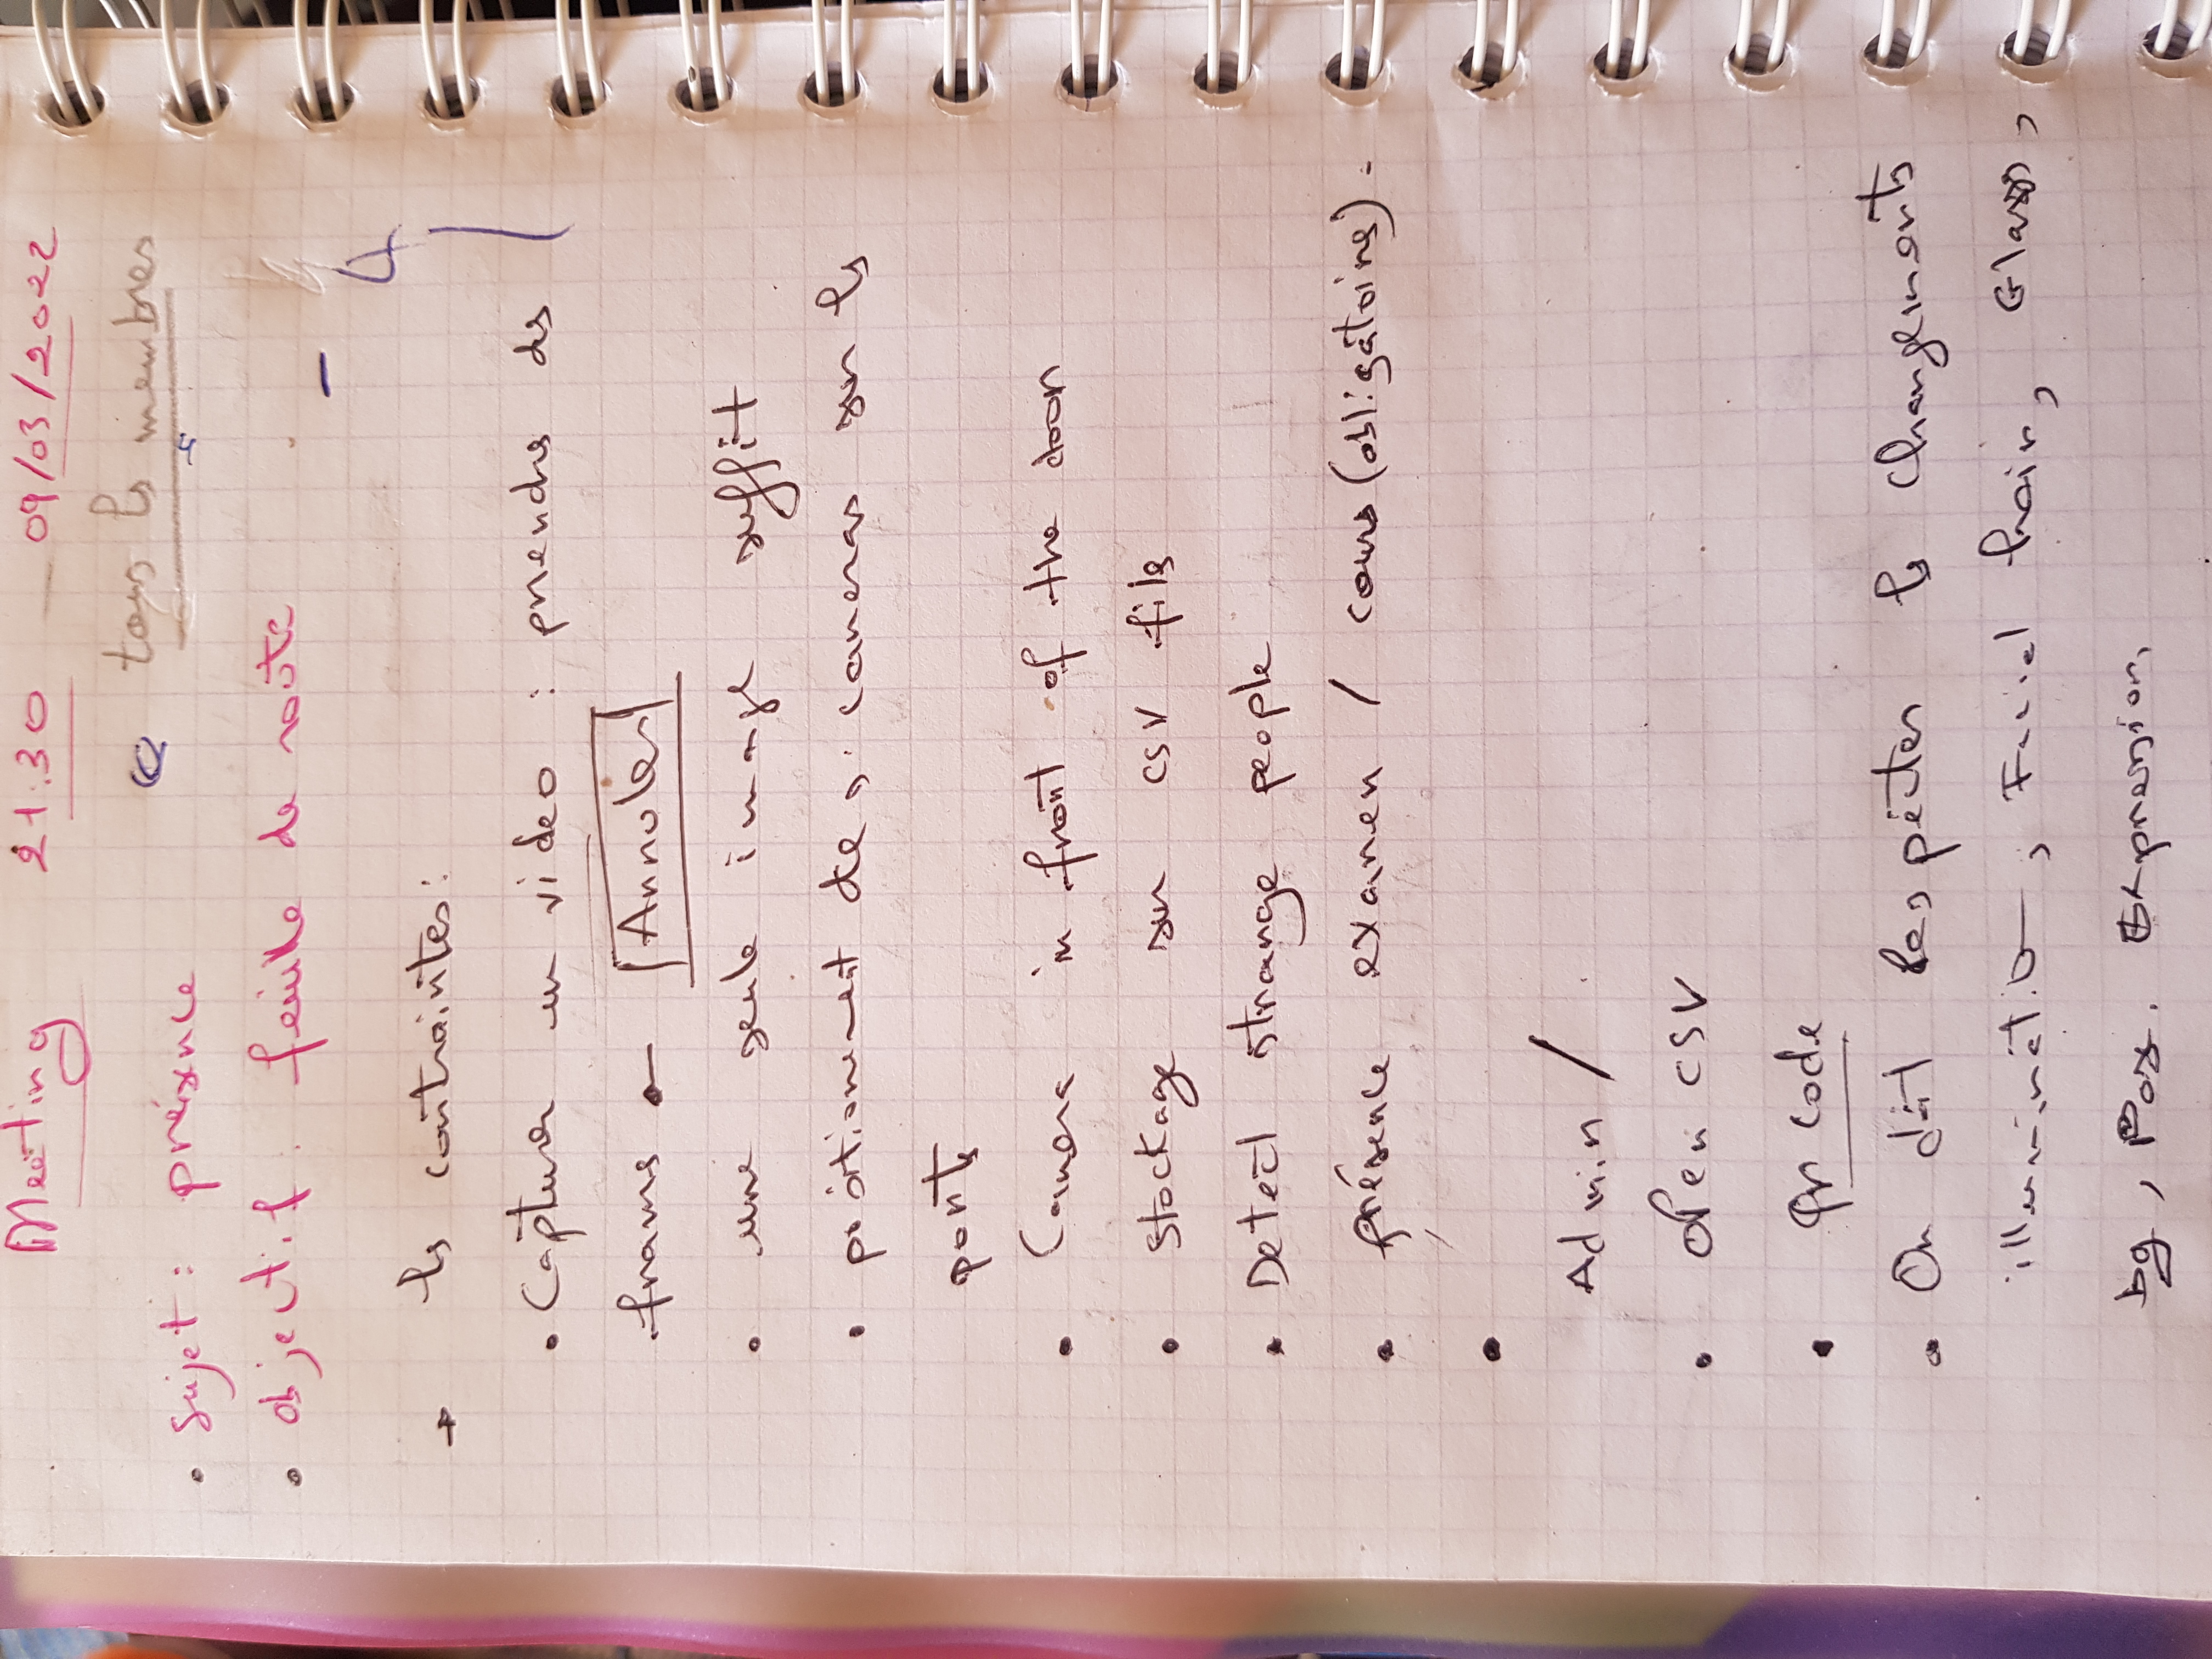 Meeting 21:30 09/03/2022
tous les membres
• sujet : présence
• objectif : feuille de route
→ les contraintes :
• Capturer un video : prendre des
frames - Annuler
• une seule image suffit
• positionement des cameras sur les
ports
• Camera in front of the door
• stockage sur csv file
• Detect strange people
• présence examen / cours (obligatoire).
•
Admin /
• open CSV
• Qr code
• On doit Respecter les changlements
illumination, Facial hair, Glass,
bg, Pose. Expression,